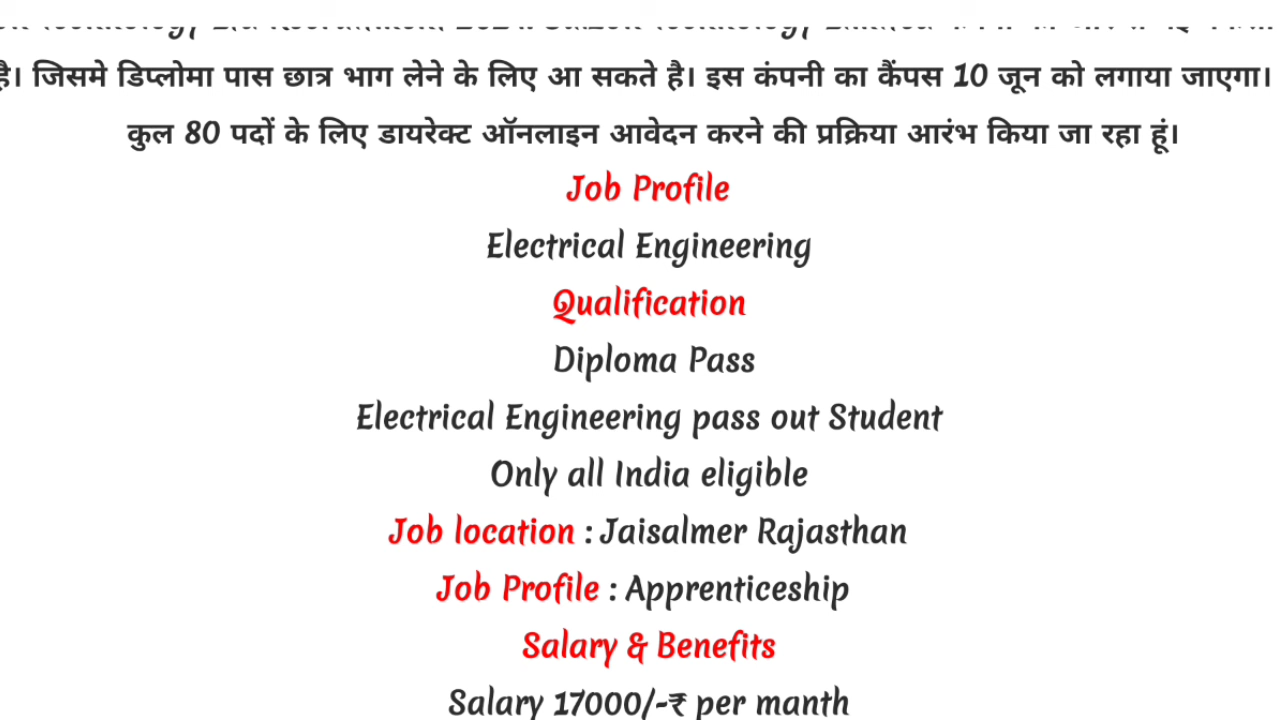 है। जिसमे डिप्लोमा पास छात्र भाग लेने के लिए आ सकते है। इस कंपनी का कैंपस 10 जून को लगाया जाएगा।
कुल 80 पदों के लिए डायरेक्ट ऑनलाइन आवेदन करने की प्रक्रिया आरंभ किया जा रहा हूं।
Job Profile
Electrical Engineering
Qualification
Diploma Pass
Electrical Engineering pass out Student
Only all India eligible
Job location : Jaisalmer Rajasthan
Job Profile : Apprenticeship
Salary & Benefits
Salary 17000/-₹ per manth